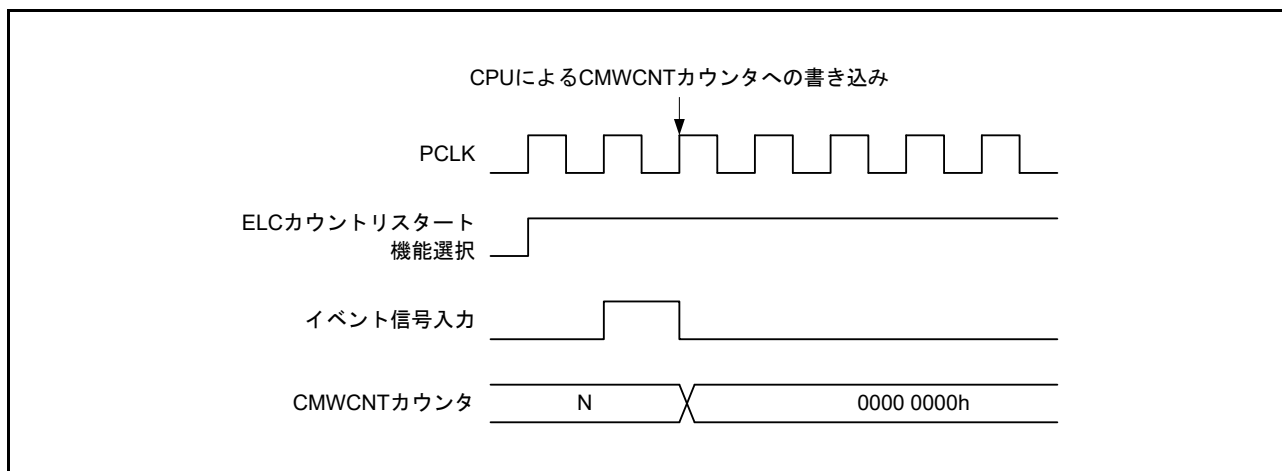 CPUによるCMWCNTカウンタへの書き込み
PCLK
ELCカウントリスタート
機能選択
イベント信号入力
CMWCNTカウンタ
N
0000 0000h